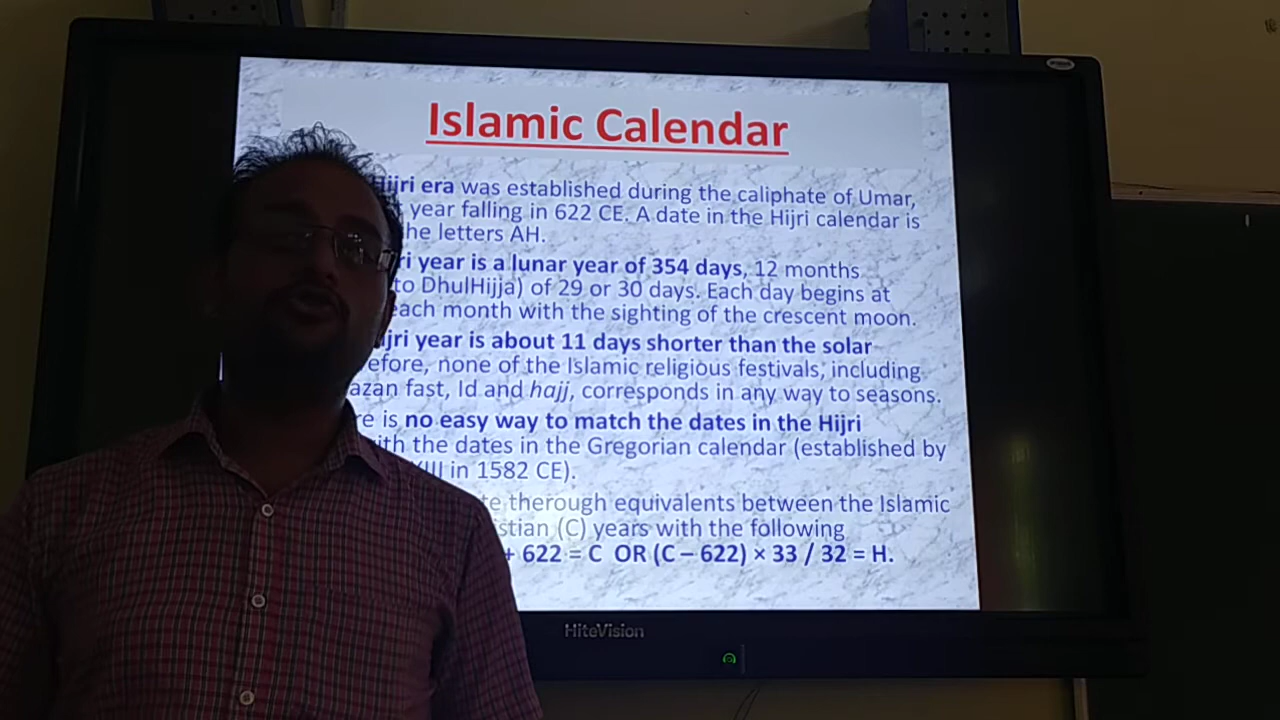 Islamic Calendar
Hijri era was established during the caliphate of Umar,
year falling in 622 CE. A date in the Hijri calendar is
he letters AH.
ri year is a lunar year of 354 days, 12 months
to DhulHijja) of 29 or 30 days. Each day begins at
each month with the sighting of the crescent moon.
ijri year is about 11 days shorter than the solar
efore, none of the Islamic religious festivals, including
azan fast, Id and hajj, corresponds in any way to seasons.
re is no easy way to match the dates in the Hijri
ith the dates in the Gregorian calendar (established by
XIII in 1582 CE).
te therough equivalents between the Islamic
stian (C) years with the following
+ 622 = C OR (C – 622) × 33 / 32 = H.
HiteVision